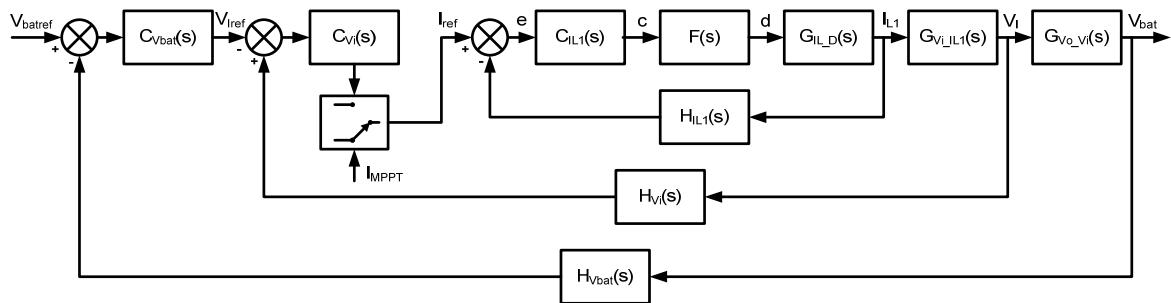 V_batref
+
-
C_Vbat(s)
V_Iref
-
+
C_Vi(s)
I_MPPT
I_ref
+
-
e
C_IL1(s)
c
F(s)
d
G_IL_D(s)
I_L1
G_Vi_IL1(s)
V_I
G_Vo_Vi(s)
V_bat
H_IL1(s)
H_Vi(s)
H_Vbat(s)